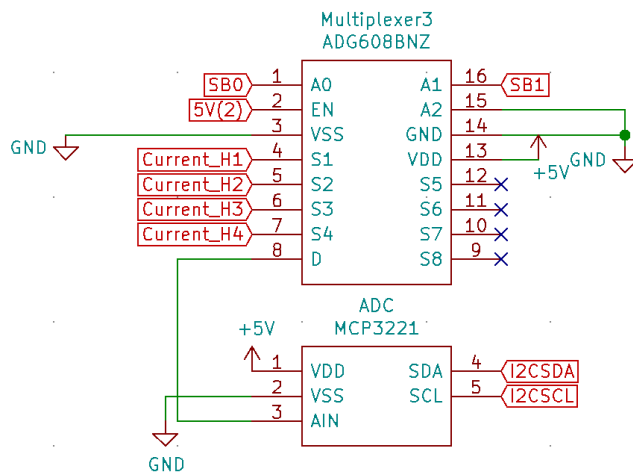 Multiplexer3
ADG608BNZ
SB0 1 A0 A1 16 SB1
5V(2) 2 EN A2 15
GND 3 VSS GND 14
Current_H1 4 S1 VDD 13 +5V GND
Current_H2 5 S2 S5 12
Current_H3 6 S3 S6 11
Current_H4 7 S4 S7 10
8 D S8 9
ADC
MCP3221
+5V
1 VDD SDA 4 I2CSDA
2 VSS SCL 5 I2CSCL
3 AIN
GND